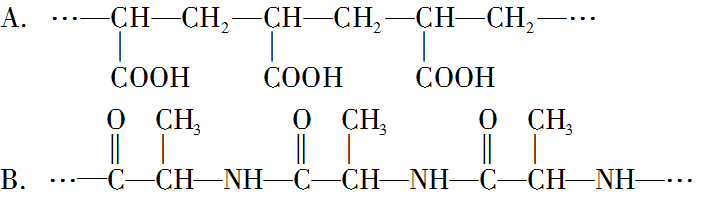 A. ···—CH—CH₂—CH—CH₂—CH—CH₂—···
COOH COOH COOH
O CH₃ O CH₃ O CH₃
B. ···—C—CH—NH—C—CH—NH—C—CH—NH—···